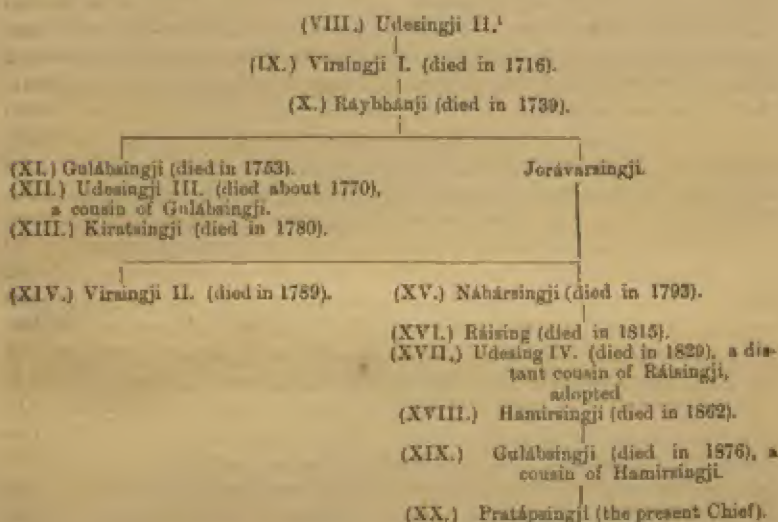 (VIII.) Udesingji II.¹
(IX.) Virsingji I. (died in 1716).
(X.) Ráybhánji (died in 1739).
(XI.) Gulábsingji (died in 1753).
(XII.) Udesingji III. (died about 1770),
a cousin of Gulábsingji.
(XIII.) Kiratsingji (died in 1780).
Jorávarsingji.
(XIV.) Virsingji II. (died in 1789).
(XV.) Náhársingji (died in 1793).
(XVI.) Ráising (died in 1815).
(XVII.) Udesing IV. (died in 1829), a dis-
tant cousin of Ráisingji,
adopted
(XVIII.) Hamirsingji (died in 1862).
(XIX.) Gulábsingji (died in 1876), a
cousin of Hamirsingji.
(XX.) Pratápsingji (the present Chief).